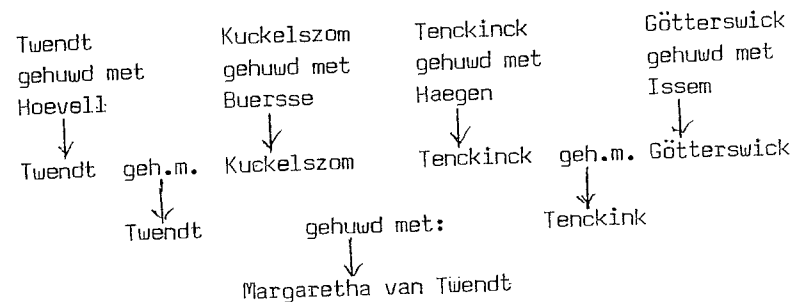 Twendt Kuckelszom Tenckinck Götterswick
gehuwd met gehuwd met gehuwd met gehuwd met
Hoevell Buersse Haegen Issem
Twendt geh.m. Kuckelszom Tenckinck geh.m. Götterswick
Twendt gehuwd met: Tenckink
Margaretha van Twendt